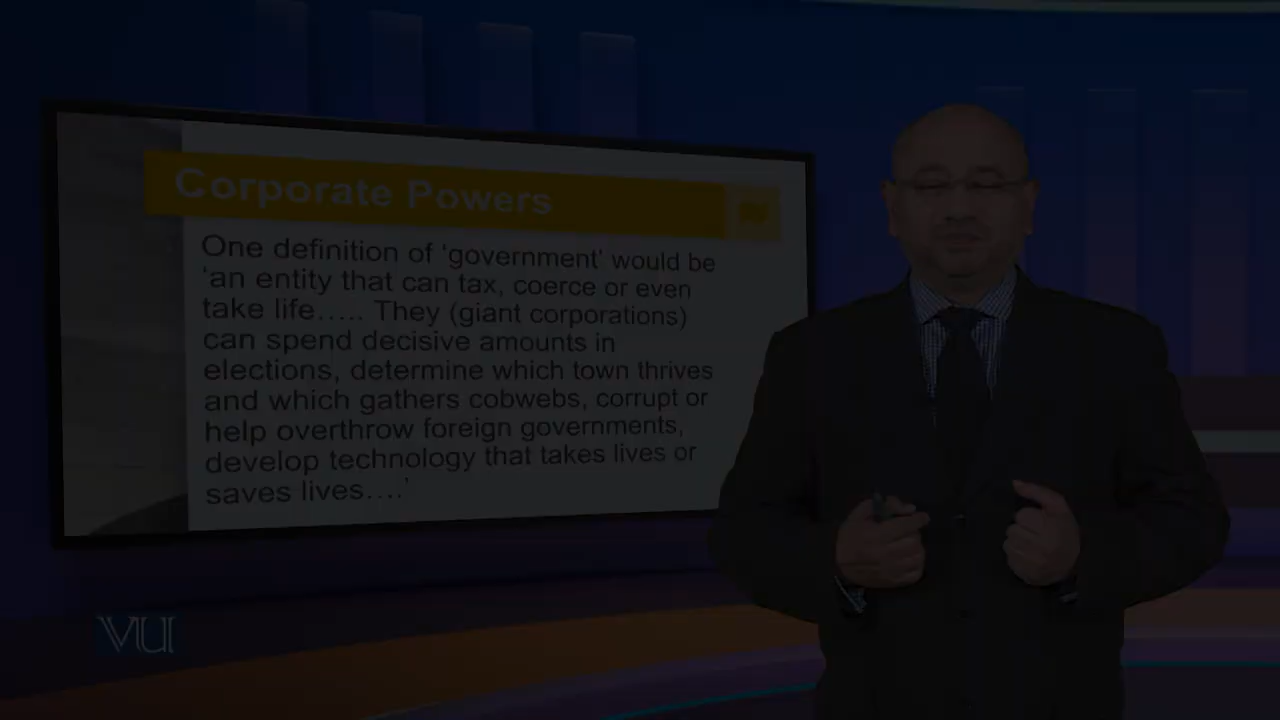 Corporate Powers
One definition of ‘government’ would be
‘an entity that can tax, coerce or even
take life….. They (giant corporations)
can spend decisive amounts in
elections, determine which town thrives
and which gathers cobwebs, corrupt or
help overthrow foreign governments,
develop technology that takes lives or
saves lives….’
VU